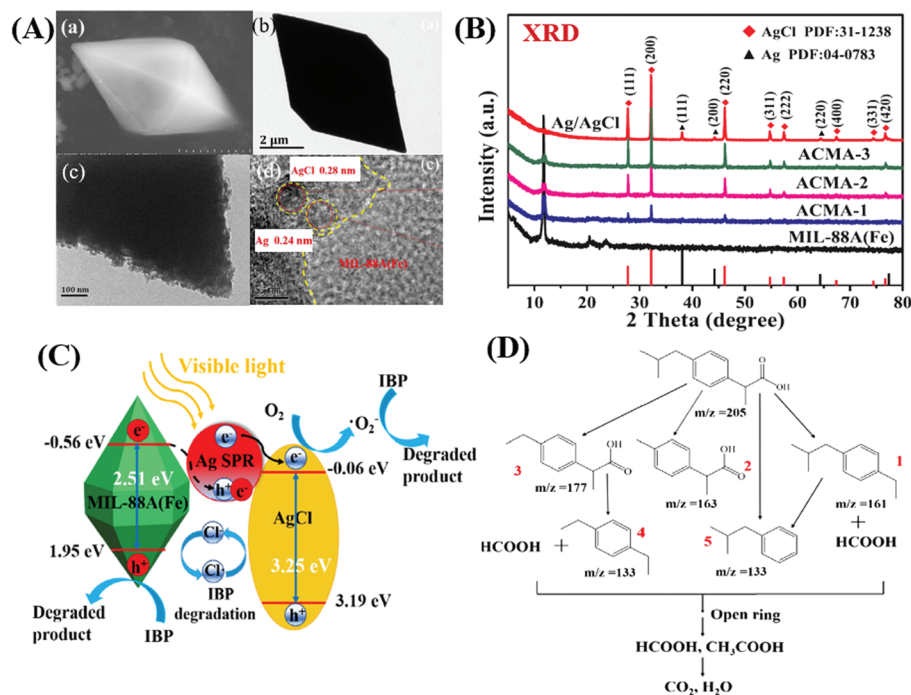 (A)
(a)
(b)
(a)
2 μm
(c)
100 nm
(d)
(e)
AgCl 0.28 nm
Ag 0.24 nm
MIL-88A(Fe)
(B)
XRD
AgCl PDF:31-1238
Ag PDF:04-0783
(111)
(200)
(111)
(200)
(220)
(311)
(222)
(220)
(400)
(331)
(420)
Ag/AgCl
ACMA-3
ACMA-2
ACMA-1
MIL-88A(Fe)
Intensity (a.u.)
10 20 30 40 50 60 70 80
2 Theta (degree)
(C)
Visible light
IBP
O2
·O2-
Degraded
product
-0.56 eV
e-
Ag SPR
e-
e-
-0.06 eV
2.51 eV
MIL-88A(Fe)
h+
e-
AgCl
Cl-
Cl·
1.95 eV
h+
IBP
degradation
3.25 eV
3.19 eV
h+
Degraded
product
IBP
(D)
O
OH
m/z =205
OH
O
3
m/z =177
OH
O
2
m/z =163
1
m/z =161
+
HCOOH
HCOOH +
4
m/z =133
5
m/z =133
Open ring
HCOOH, CH3COOH
CO2, H2O